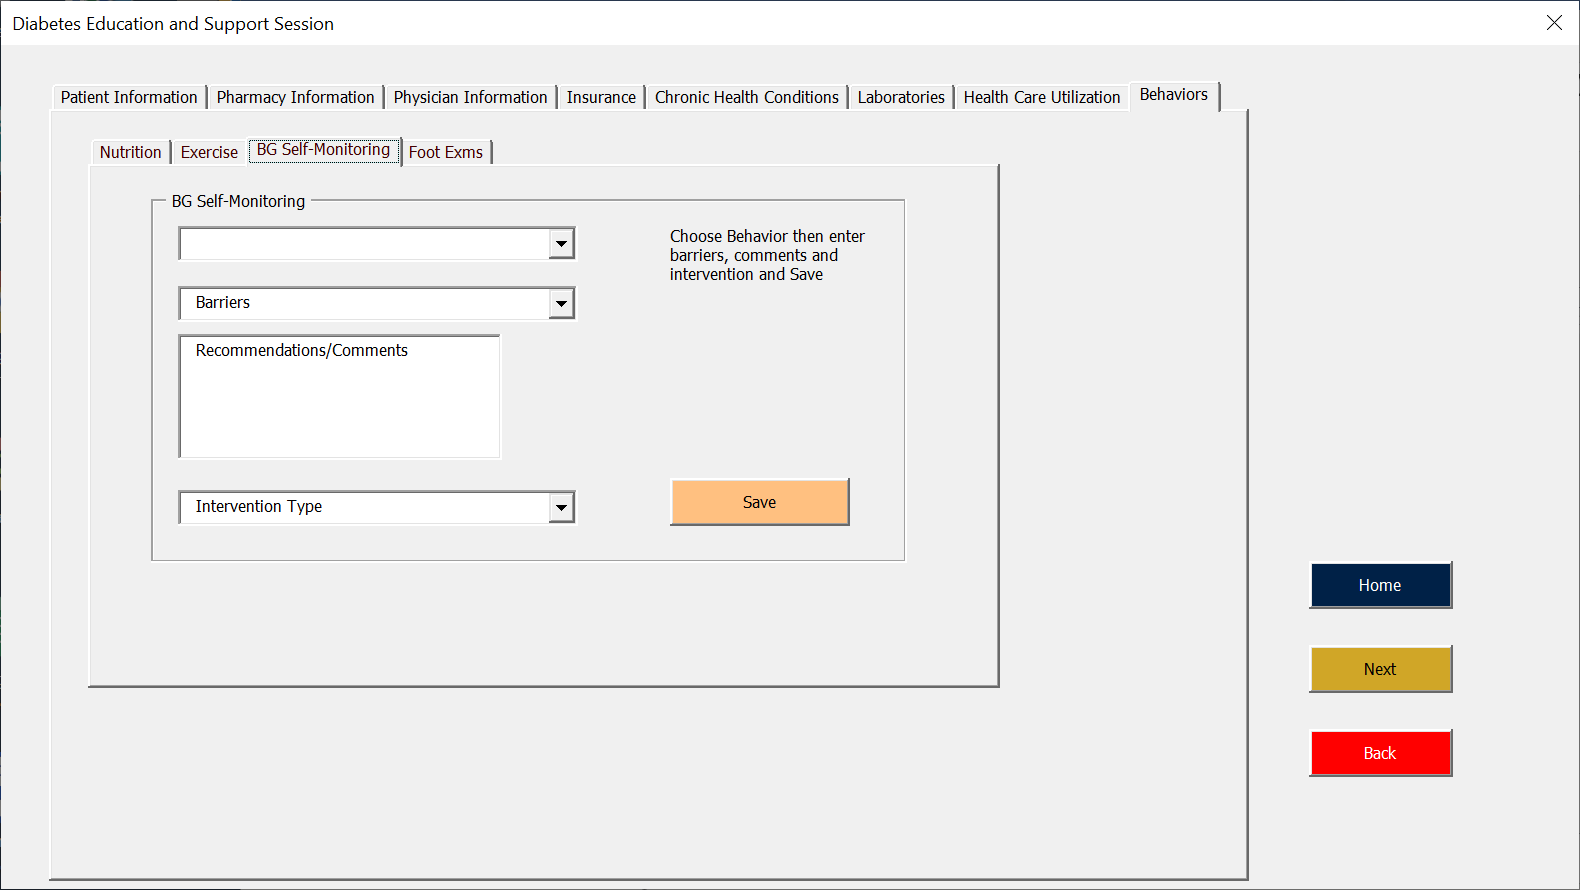 Diabetes Education and Support Session
Patient Information
Pharmacy Information
Physician Information
Insurance
Chronic Health Conditions
Laboratories
Health Care Utilization
Behaviors
Nutrition
Exercise
BG Self-Monitoring
Foot Exms
BG Self-Monitoring
Choose Behavior then enter
barriers, comments and
intervention and Save
Barriers
Recommendations/Comments
Intervention Type
Save
Home
Next
Back